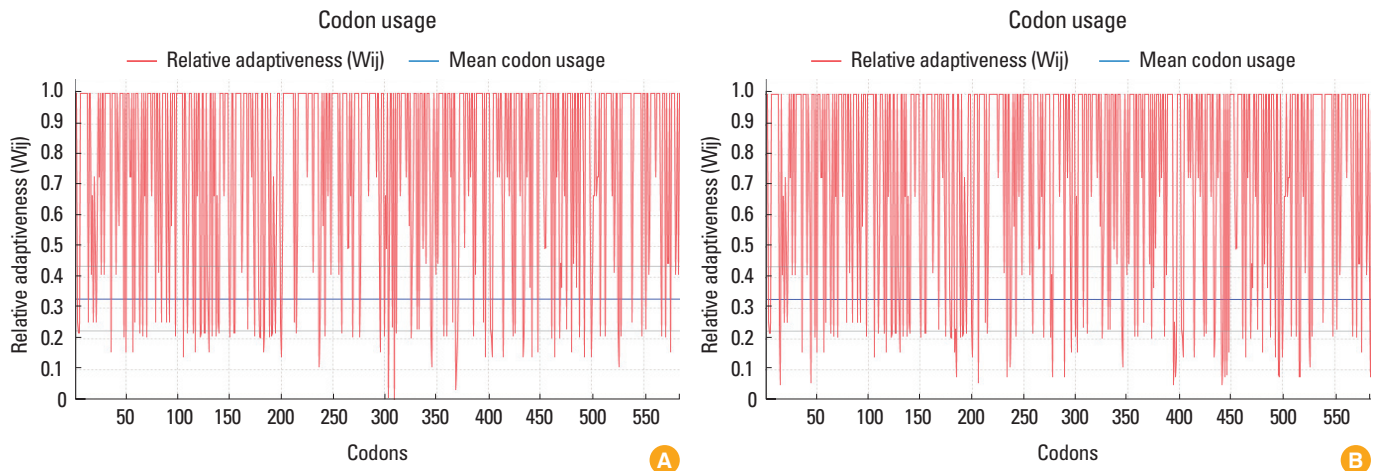 Codon usage
Relative adaptiveness (Wij) Mean codon usage
Relative adaptiveness (Wij)
1.0
0.9
0.8
0.7
0.6
0.5
0.4
0.3
0.2
0.1
0
50 100 150 200 250 300 350 400 450 500 550
Codons
A
Codon usage
Relative adaptiveness (Wij) Mean codon usage
Relative adaptiveness (Wij)
1.0
0.9
0.8
0.7
0.6
0.5
0.4
0.3
0.2
0.1
0
50 100 150 200 250 300 350 400 450 500 550
Codons
B